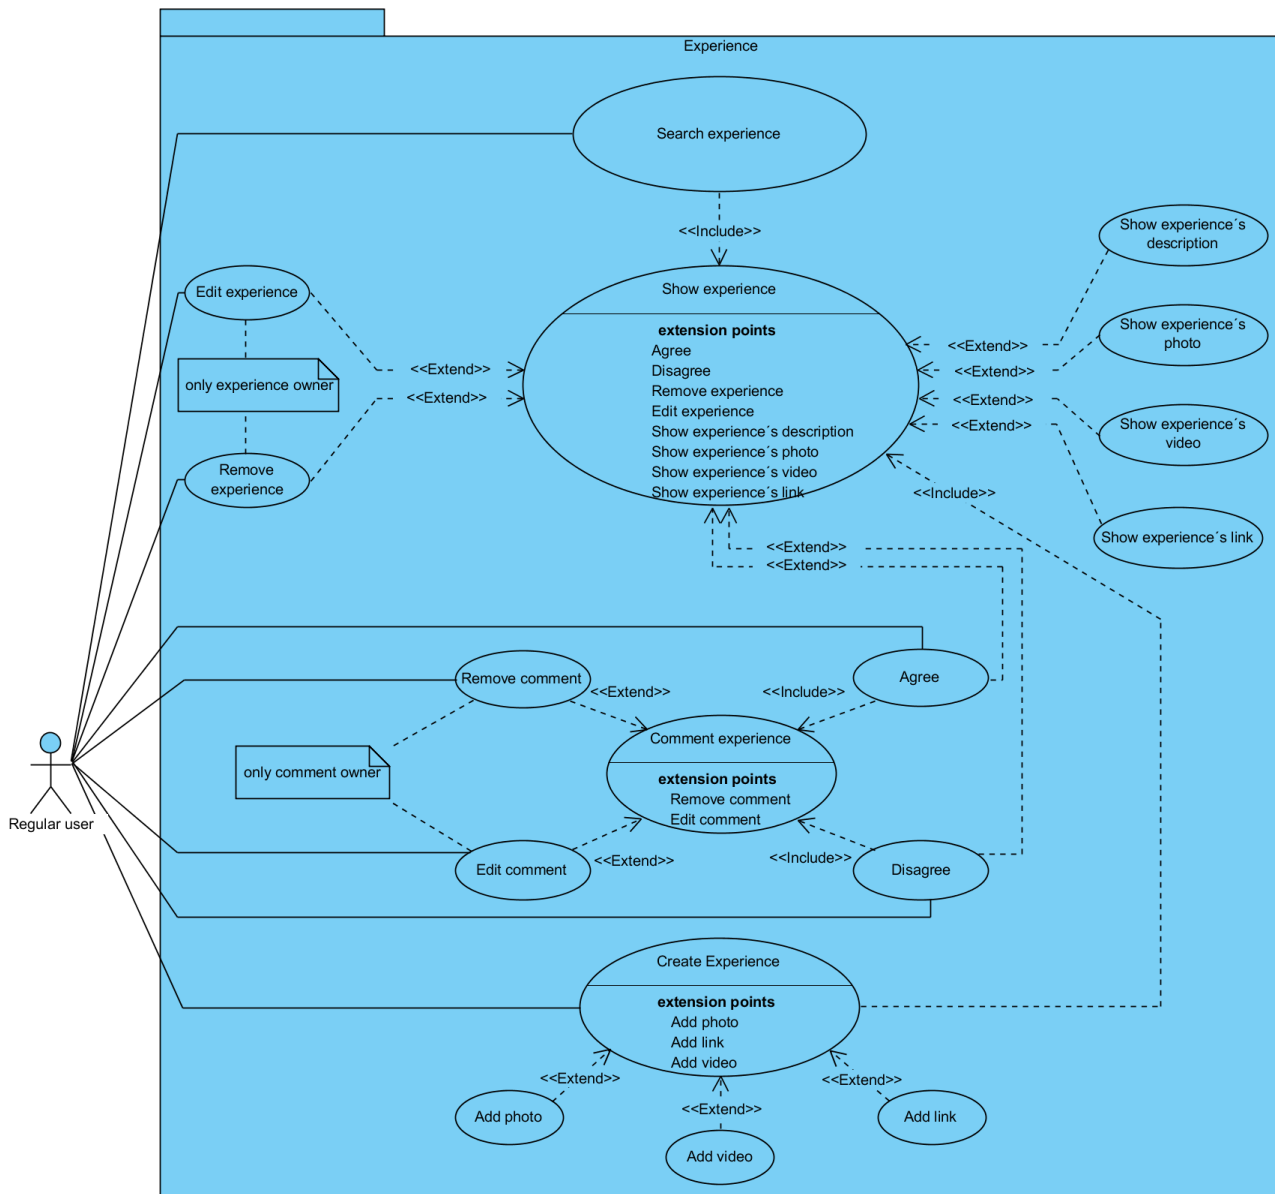 Experience
Search experience
<<Include>>
Show experience´s
description
Edit experience
Show experience
extension points
Agree
Disagree
Remove experience
Edit experience
Show experience´s description
Show experience´s photo
Show experience´s video
Show experience´s link
<<Extend>>
<<Extend>>
only experience owner
Remove
experience
<<Extend>>
<<Extend>>
<<Extend>>
<<Extend>>
Show experience´s
photo
Show experience´s
video
Show experience´s link
<<Include>>
<<Extend>>
<<Extend>>
Remove comment
<<Extend>>
<<Include>>
Agree
Comment experience
extension points
Remove comment
Edit comment
only comment owner
Regular user
Edit comment
<<Extend>>
<<Include>>
Disagree
Create Experience
extension points
Add photo
Add link
Add video
<<Extend>>
<<Extend>>
<<Extend>>
Add photo
Add video
Add link